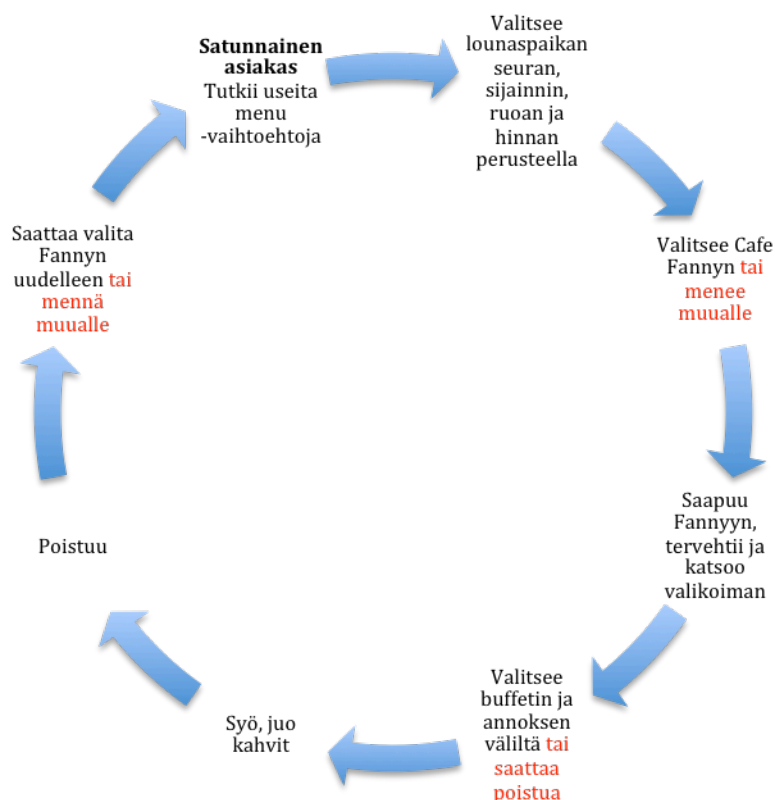 Satunnainen
asiakas
Tutkii useita
menu
-vaihtoehtoja
Valitsee
lounaspaikan
seuran,
sijainnin,
ruoan ja
hinnan
perusteella
Valitsee Cafe
Fannyn tai
menee
muualle
Saapuu
Fannyyn,
tervehtii ja
katsoo
valikoiman
Valitsee
buffetin ja
annoksen
väliltä tai
saattaa
poistua
Syö, juo
kahvit
Poistuu
Saattaa valita
Fannyn
uudelleen tai
mennä
muualle